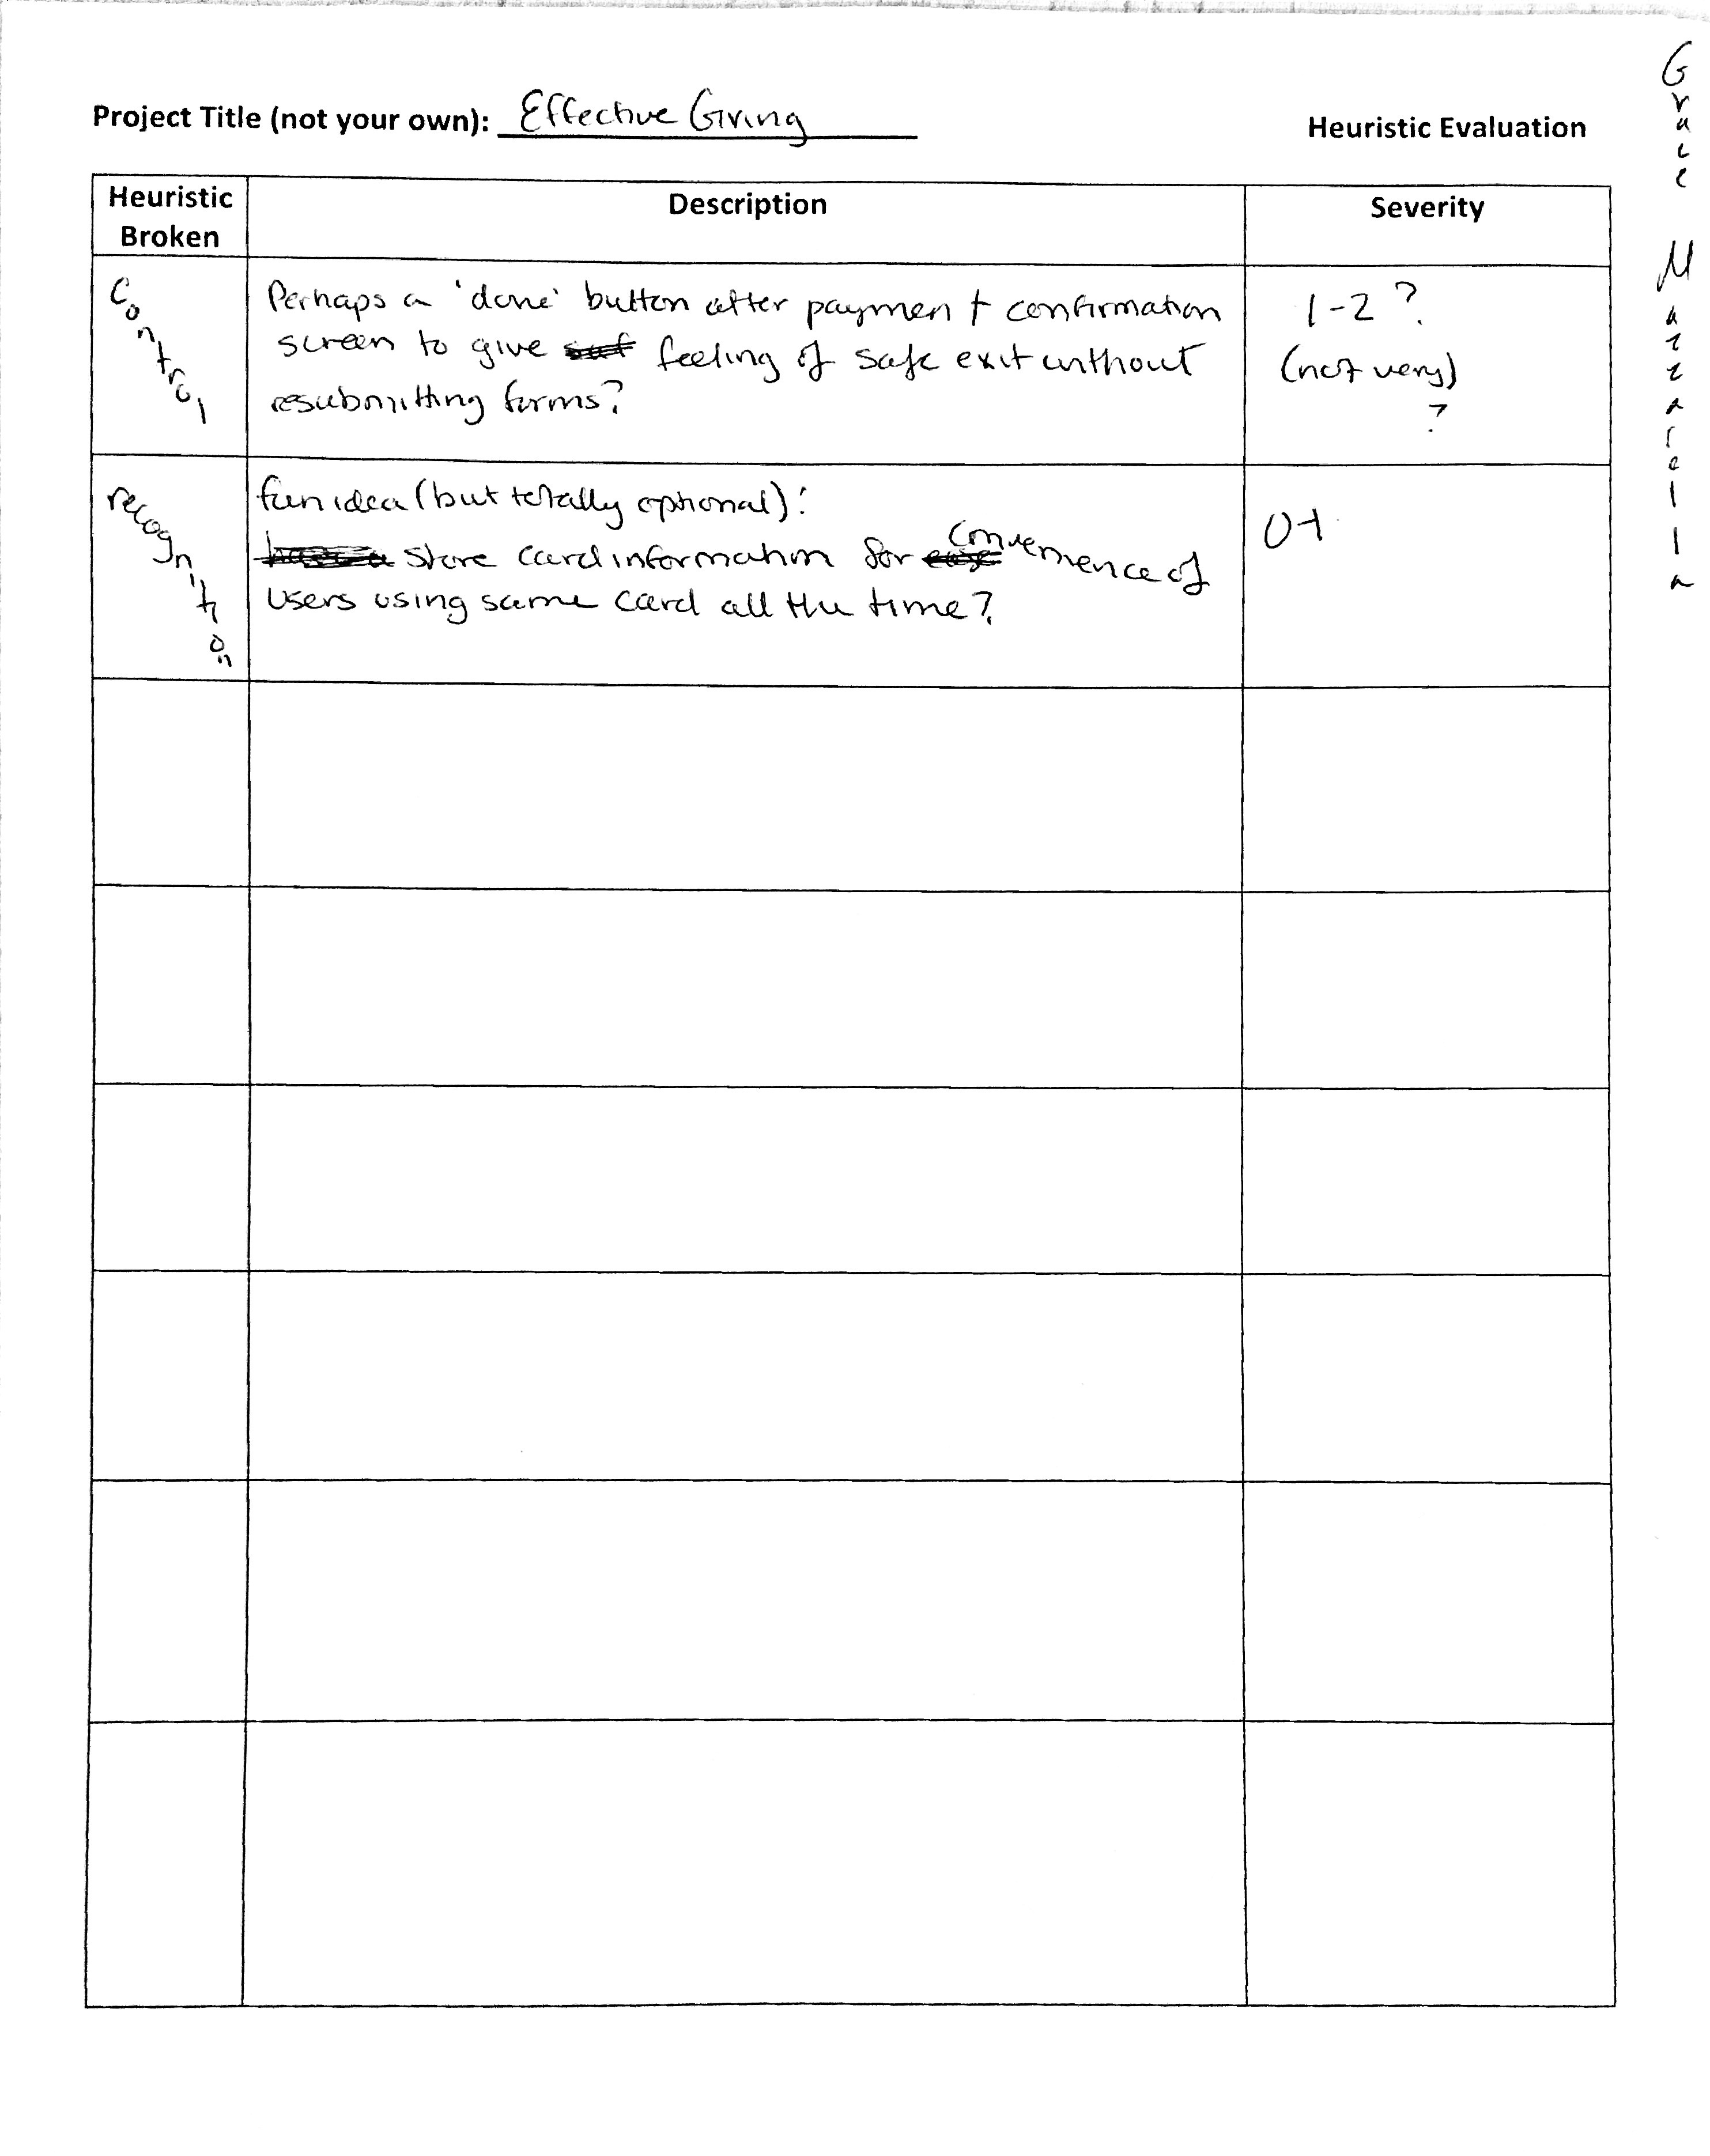 Project Title (not your own): Effective Giving
Heuristic Evaluation
Grace Mazzarella
Heuristic Broken
Description
Severity
Control
Perhaps a 'done' button after payment confirmation
screen to give feeling of safe exit without
resubmitting forms?
1-2?
(not very)
?
recognition
fun idea (but totally optional):
store card information for convenience of
users using same card all the time?